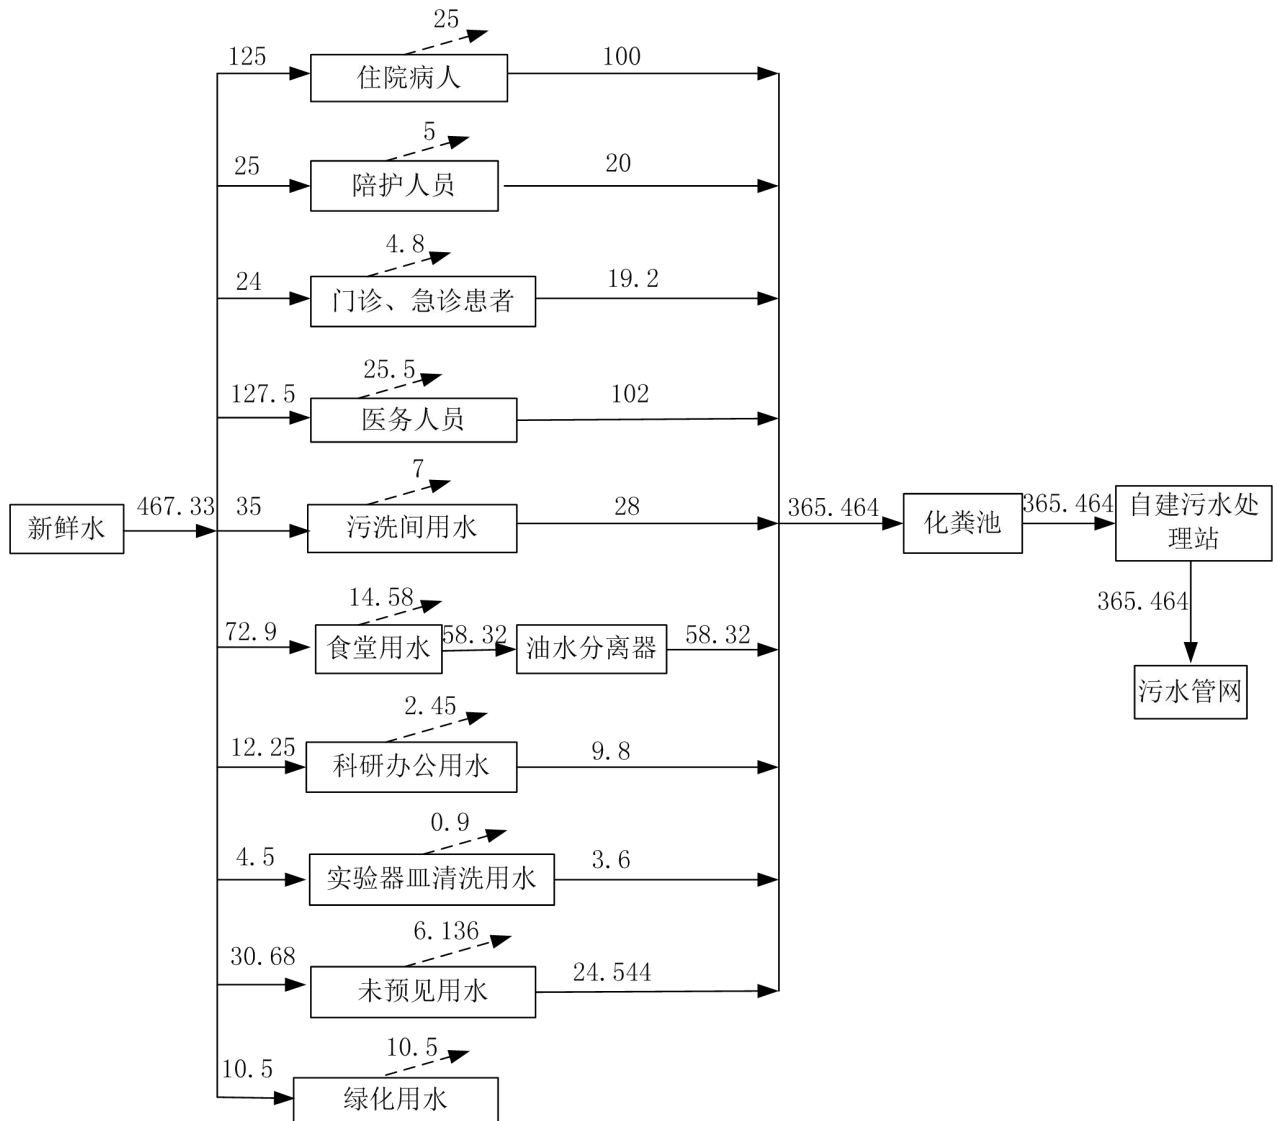 25
125
住院病人
100
5
25
陪护人员
20
4.8
24
门诊、急诊患者
19.2
25.5
127.5
医务人员
102
7
新鲜水
467.33
35
污洗间用水
28
365.464
化粪池
365.464
自建污水处
理站
14.58
72.9
食堂用水
58.32
油水分离器
58.32
365.464
污水管网
2.45
12.25
科研办公用水
9.8
0.9
4.5
实验器皿清洗用水
3.6
6.136
30.68
未预见用水
24.544
10.5
10.5
绿化用水